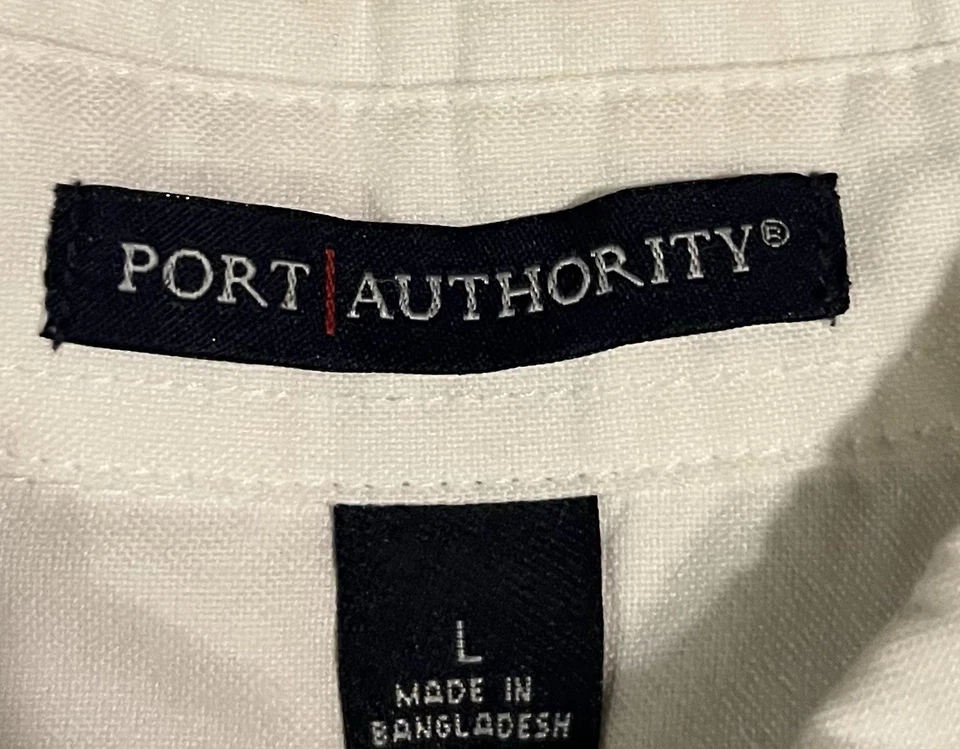 PORT | AUTHORITY®
L
MADE IN
BANGLADESH